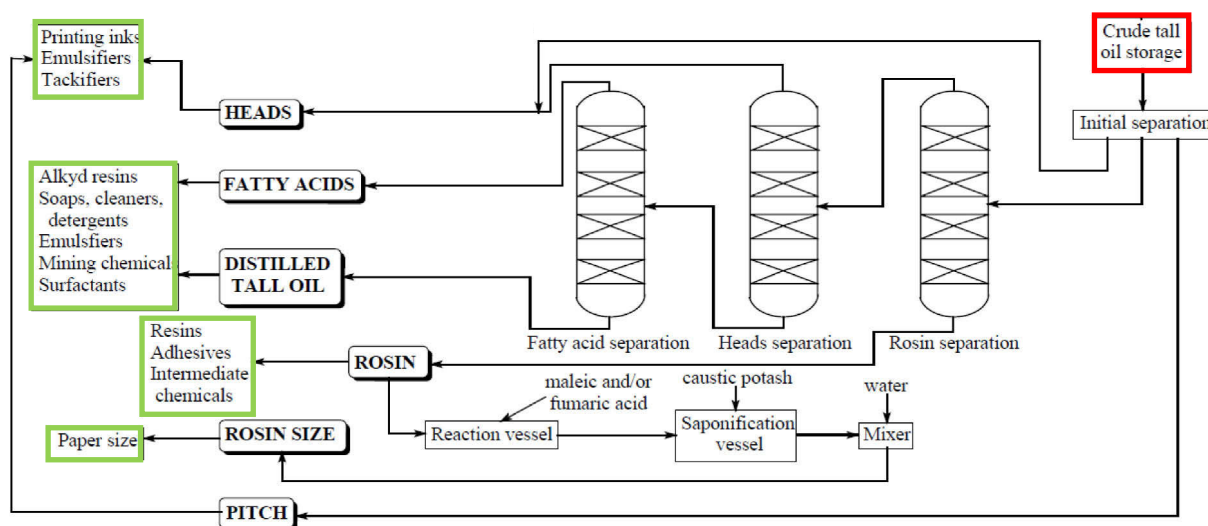 Printing inks
Emulsifiers
Tackifiers
Crude tall
oil storage
HEADS
Initial separation
Alkyd resins
Soaps, cleaners,
detergents
Emulsfiers
Mining chemicals
Surfactants
FATTY ACIDS
DISTILLED
TALL OIL
Fatty acid separation
Heads separation
Rosin separation
Resins
Adhesives
Intermediate
chemicals
ROSIN
maleic and/or
fumaric acid
caustic potash
water
Reaction vessel
Saponification
vessel
Mixer
Paper size
ROSIN SIZE
PITCH